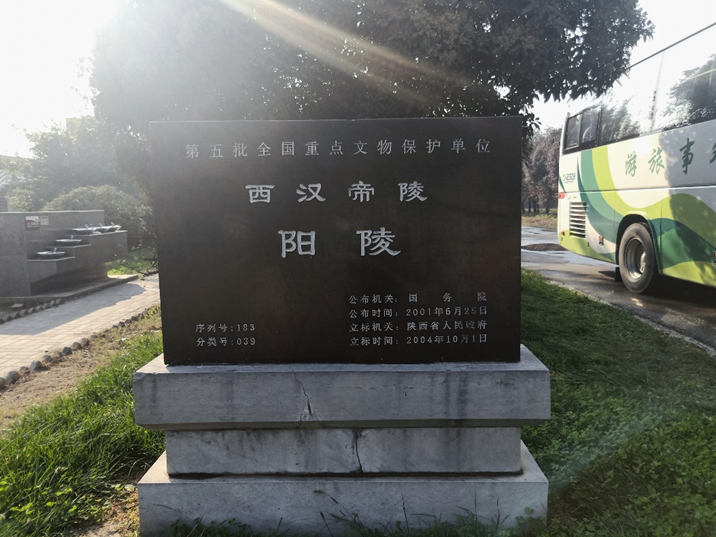 第五批全国重点文物保护单位
西汉帝陵
阳陵
公布机关：国务院
公布时间：2001年6月25日
序列号：183
立标机关：陕西省人民政府
分类号：039
立标时间：2004年10月1日
游旅事